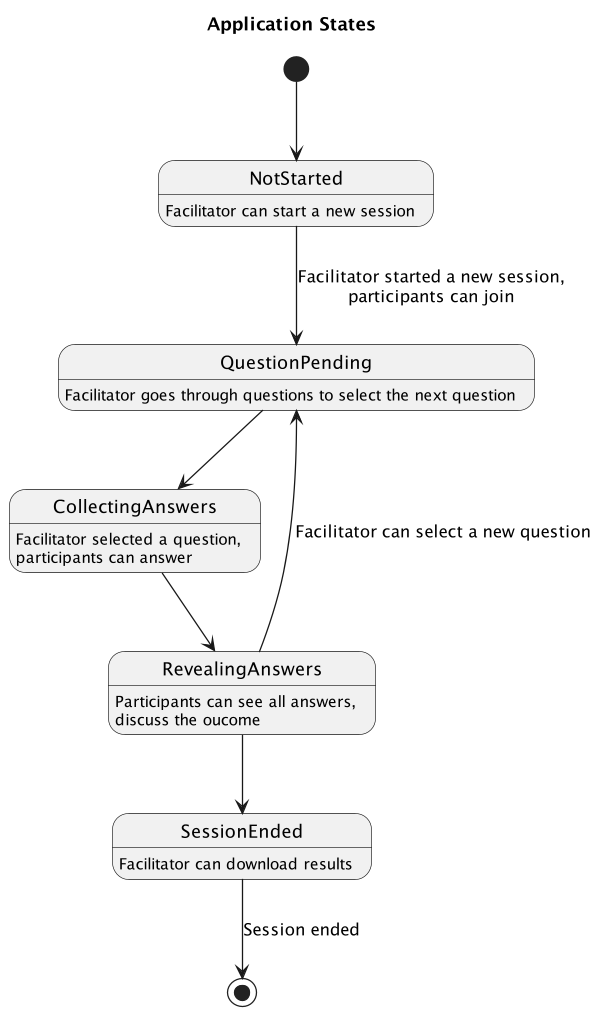 Application States
NotStarted
Facilitator can start a new session
Facilitator started a new session,
participants can join
QuestionPending
Facilitator goes through questions to select the next question
CollectingAnswers
Facilitator selected a question,
participants can answer
Facilitator can select a new question
RevealingAnswers
Participants can see all answers,
discuss the oucome
SessionEnded
Facilitator can download results
Session ended